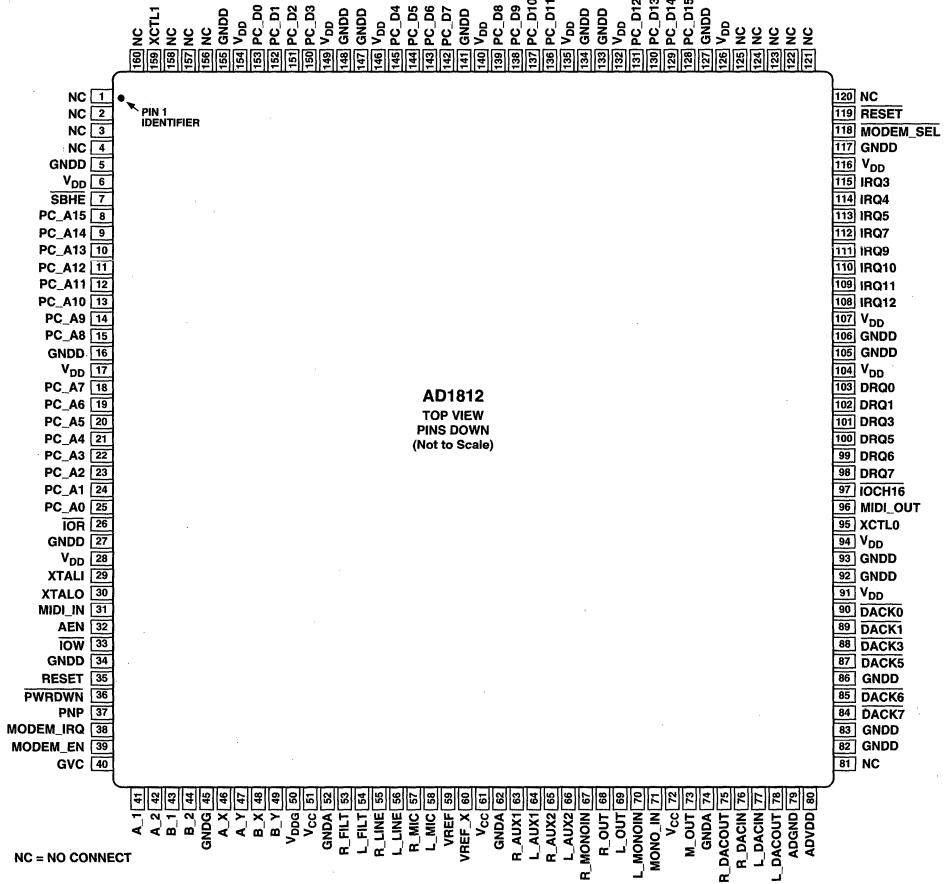 160 NC
159 XCTL1
158 NC
157 NC
156 NC
155 GNDD
154 VDD
153 PC_D0
152 PC_D1
151 PC_D2
150 PC_D3
149 VDD
148 GNDD
147 GNDD
146 VDD
145 PC_D4
144 PC_D5
143 PC_D6
142 PC_D7
141 GNDD
140 VDD
139 PC_D8
138 PC_D9
137 PC_D10
136 PC_D11
135 VDD
134 GNDD
133 GNDD
132 VDD
131 PC_D12
130 PC_D13
129 PC_D14
128 PC_D15
127 GNDD
126 VDD
125 NC
124 NC
123 NC
122 NC
121 NC
NC 1
NC 2
NC 3
NC 4
GNDD 5
VDD 6
SBHE 7
PC_A15 8
PC_A14 9
PC_A13 10
PC_A12 11
PC_A11 12
PC_A10 13
PC_A9 14
PC_A8 15
GNDD 16
VDD 17
PC_A7 18
PC_A6 19
PC_A5 20
PC_A4 21
PC_A3 22
PC_A2 23
PC_A1 24
PC_A0 25
IOR 26
GNDD 27
VDD 28
XTALI 29
XTALO 30
MIDI_IN 31
AEN 32
IOW 33
GNDD 34
RESET 35
PWRDWN 36
PNP 37
MODEM_IRQ 38
MODEM_EN 39
GVC 40
PIN 1
IDENTIFIER
AD1812
TOP VIEW
PINS DOWN
(Not to Scale)
120 NC
119 RESET
118 MODEM_SEL
117 GNDD
116 VDD
115 IRQ3
114 IRQ4
113 IRQ5
112 IRQ7
111 IRQ9
110 IRQ10
109 IRQ11
108 IRQ12
107 VDD
106 GNDD
105 GNDD
104 VDD
103 DRQ0
102 DRQ1
101 DRQ3
100 DRQ5
99 DRQ6
98 DRQ7
97 IOCH16
96 MIDI_OUT
95 XCTL0
94 VDD
93 GNDD
92 GNDD
91 VDD
90 DACK0
89 DACK1
88 DACK3
87 DACK5
86 GNDD
85 DACK6
84 DACK7
83 GNDD
82 GNDD
81 NC
41 A_1
42 A_2
43 B_1
44 B_2
45 GNDG
46 A_X
47 A_Y
48 B_X
49 B_Y
50 VDDG
51 VCC
52 GNDA
53 R_FILT
54 L_FILT
55 R_LINE
56 L_LINE
57 R_MIC
58 L_MIC
59 VREF
60 VREF_X
61 VCC
62 GNDA
63 R_AUX1
64 L_AUX1
65 R_AUX2
66 L_AUX2
67 R_MONOIN
68 R_OUT
69 L_OUT
70 L_MONOIN
71 MONO_IN
72 VCC
73 M_OUT
74 GNDA
75 R_DACOUT
76 R_DACIN
77 L_DACIN
78 L_DACOUT
79 ADGND
80 ADVDD
NC = NO CONNECT